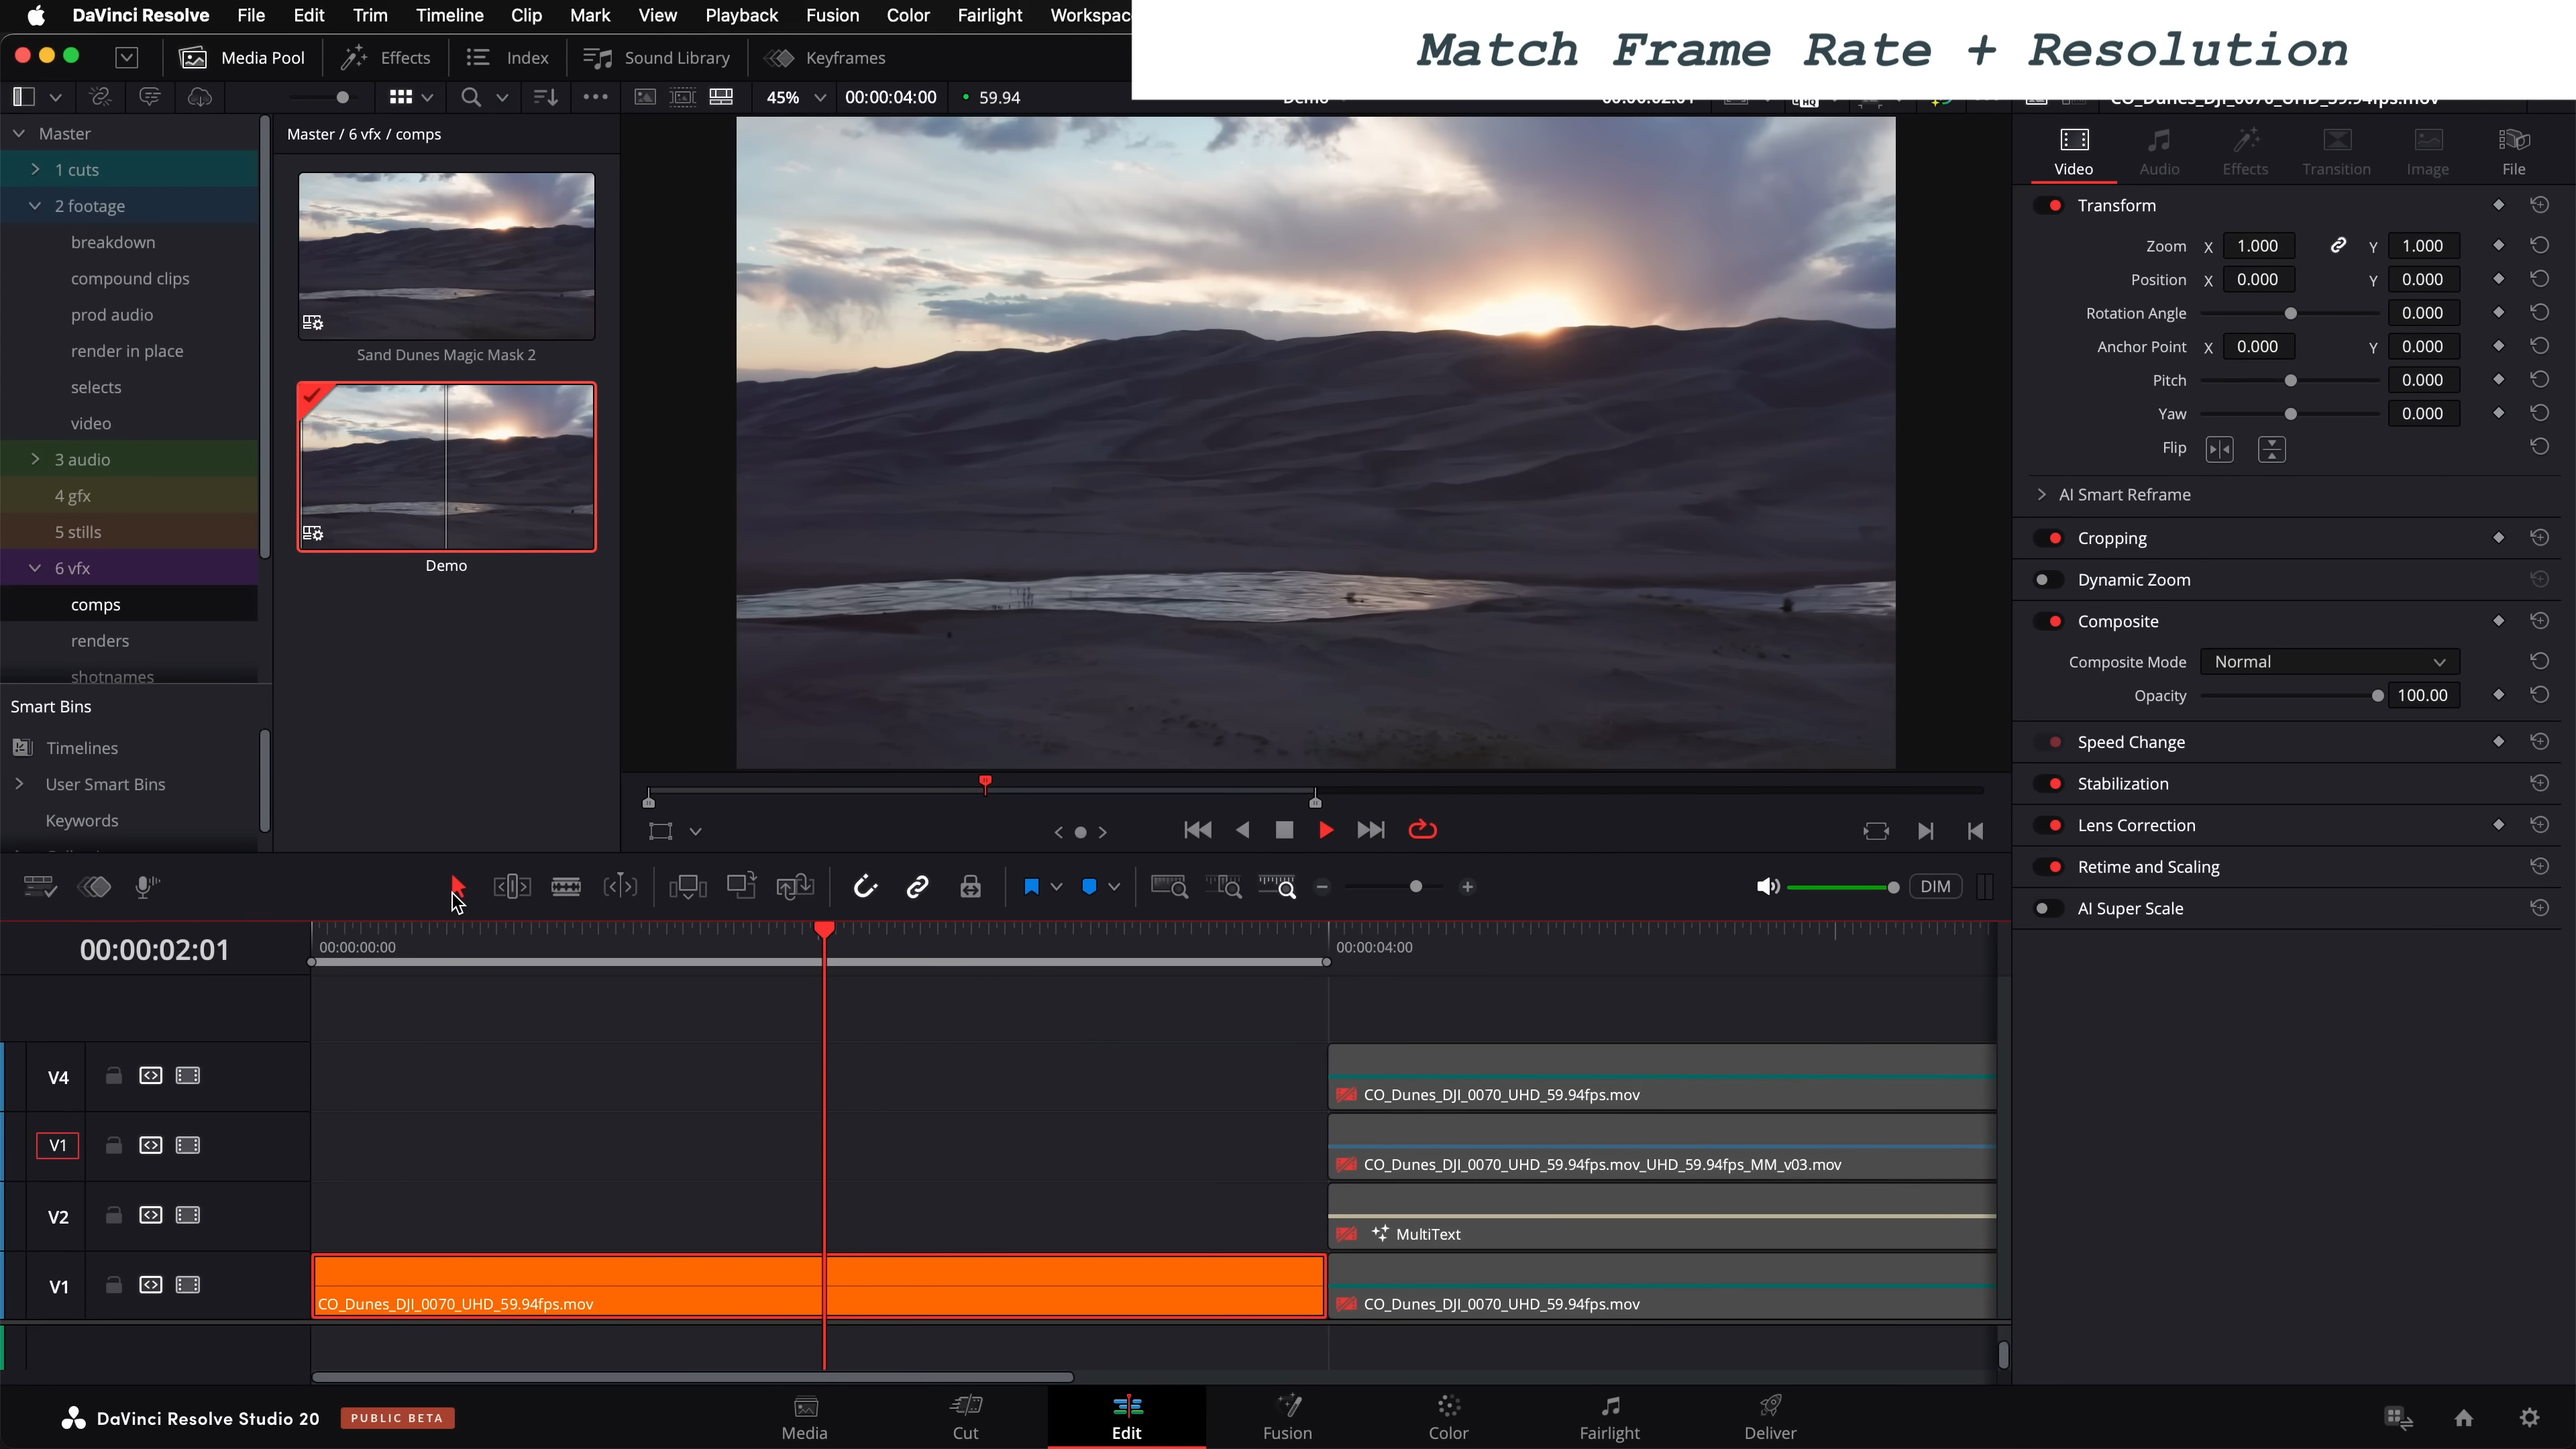 DaVinci Resolve File Edit Trim Timeline Clip Mark View Playback Fusion Color Fairlight Workspac
Match Frame Rate + Resolution
Media Pool Effects Index Sound Library Keyframes
45% 00:00:04:00 59.94
Master
1 cuts
2 footage
breakdown
compound clips
prod audio
render in place
selects
video
3 audio
4 gfx
5 stills
6 vfx
comps
renders
shotnames
Smart Bins
Timelines
User Smart Bins
Keywords
Master / 6 vfx / comps
Sand Dunes Magic Mask 2
Demo
Video Audio Effects Transition Image File
Transform
Zoom X 1.000 Y 1.000
Position X 0.000 Y 0.000
Rotation Angle 0.000
Anchor Point X 0.000 Y 0.000
Pitch 0.000
Yaw 0.000
Flip
AI Smart Reframe
Cropping
Dynamic Zoom
Composite
Composite Mode Normal
Opacity 100.00
Speed Change
Stabilization
Lens Correction
Retime and Scaling
AI Super Scale
DIM
00:00:02:01
00:00:00:00
00:00:04:00
V4
CO_Dunes_DJI_0070_UHD_59.94fps.mov
V1
CO_Dunes_DJI_0070_UHD_59.94fps.mov_UHD_59.94fps_MM_v03.mov
V2
MultiText
V1
CO_Dunes_DJI_0070_UHD_59.94fps.mov
CO_Dunes_DJI_0070_UHD_59.94fps.mov
DaVinci Resolve Studio 20 PUBLIC BETA
Media Cut Edit Fusion Color Fairlight Deliver